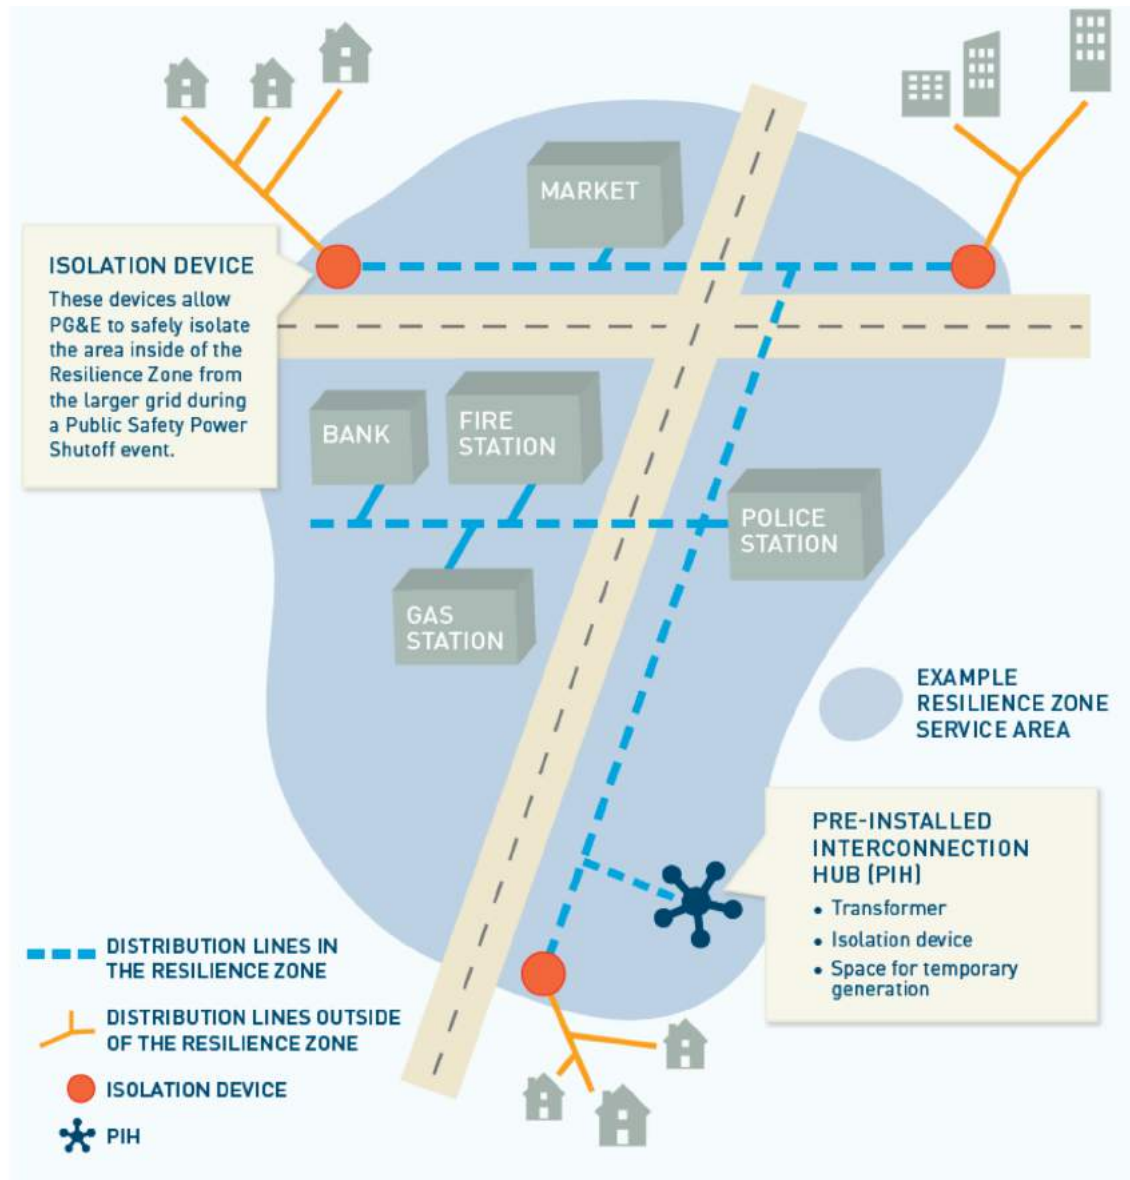 MARKET
ISOLATION DEVICE
These devices allow
PG&E to safely isolate
the area inside of the
Resilience Zone from
the larger grid during
a Public Safety Power
Shutoff event.
BANK
FIRE
STATION
POLICE
STATION
GAS
STATION
EXAMPLE
RESILIENCE ZONE
SERVICE AREA
PRE-INSTALLED
INTERCONNECTION
HUB (PIH)
• Transformer
• Isolation device
• Space for temporary
generation
DISTRIBUTION LINES IN
THE RESILIENCE ZONE
DISTRIBUTION LINES OUTSIDE
OF THE RESILIENCE ZONE
ISOLATION DEVICE
PIH